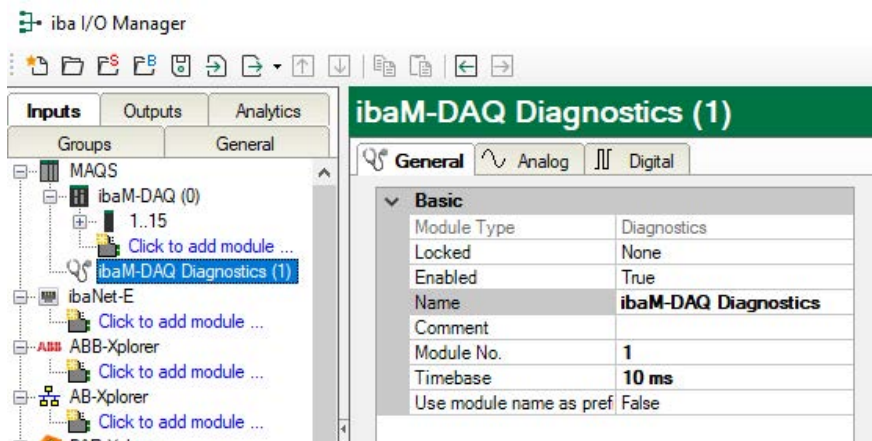 iba I/O Manager
Inputs Outputs Analytics
Groups General
MAQS
ibaM-DAQ (0)
1..15
Click to add module ...
ibaM-DAQ Diagnostics (1)
ibaNet-E
Click to add module ...
ABB ABB-Xplorer
Click to add module ...
AB-Xplorer
Click to add module ...
ibaM-DAQ Diagnostics (1)
General Analog Digital
Basic
Module Type Diagnostics
Locked None
Enabled True
Name ibaM-DAQ Diagnostics
Comment
Module No. 1
Timebase 10 ms
Use module name as pref False